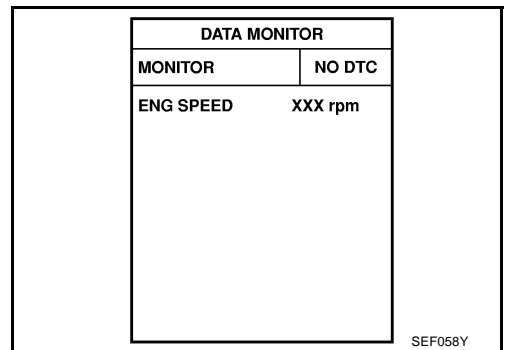 DATA MONITOR
MONITOR NO DTC
ENG SPEED XXX rpm
SEF058Y